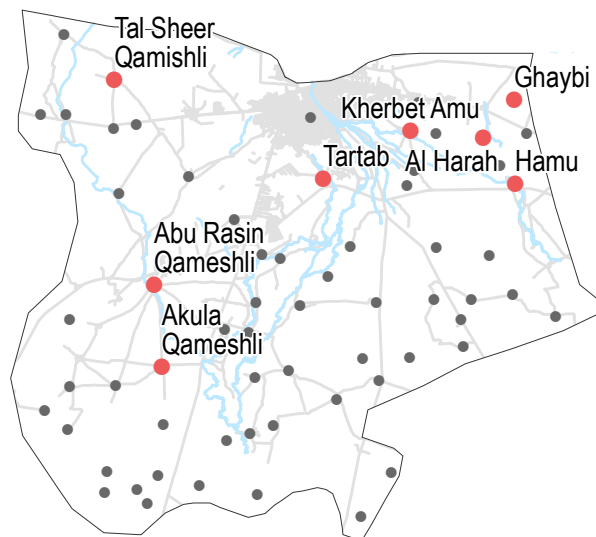 Tal Sheer
Qamishli
Ghaybi
Kherbet Amu
Tartab
Al Harah
Hamu
Abu Rasin
Qameshli
Akula
Qameshli